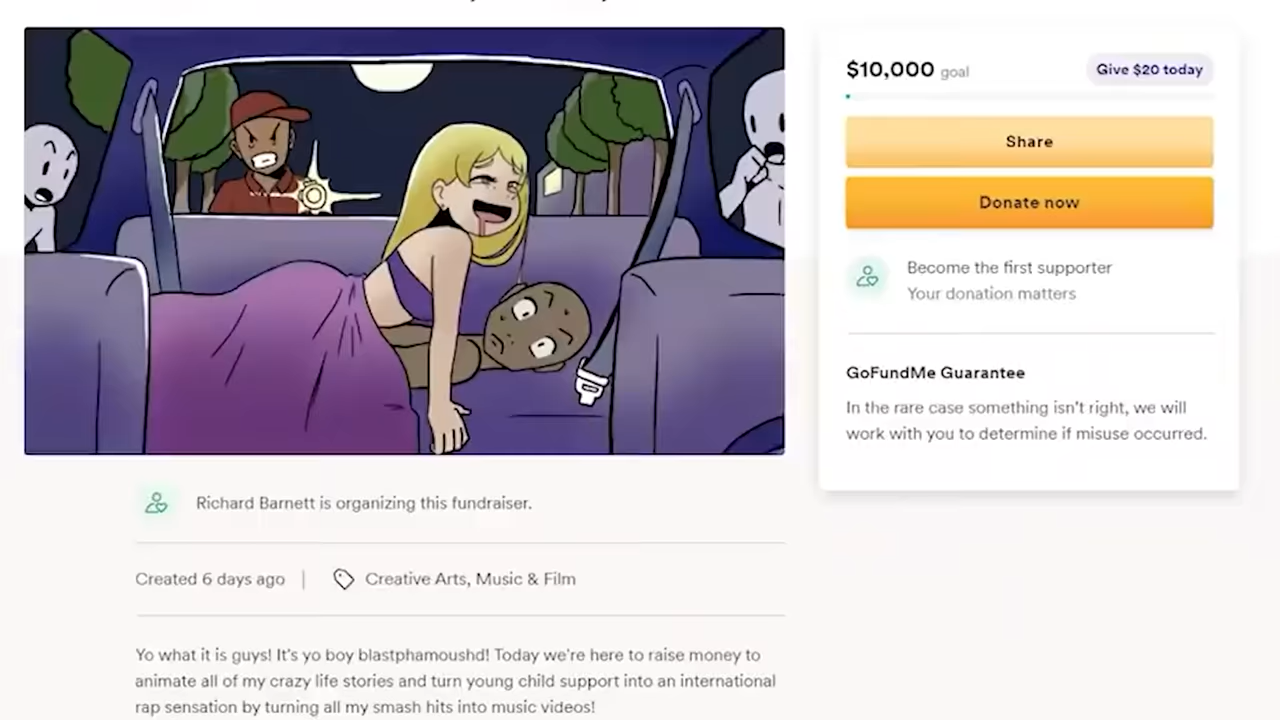 $10,000 goal
Give $20 today
Share
Donate now
Become the first supporter
Your donation matters
GoFundMe Guarantee
In the rare case something isn't right, we will
work with you to determine if misuse occurred.
Richard Barnett is organizing this fundraiser.
Created 6 days ago | Creative Arts, Music & Film
Yo what it is guys! It's yo boy blastphamoushd! Today we're here to raise money to
animate all of my crazy life stories and turn young child support into an international
rap sensation by turning all my smash hits into music videos!